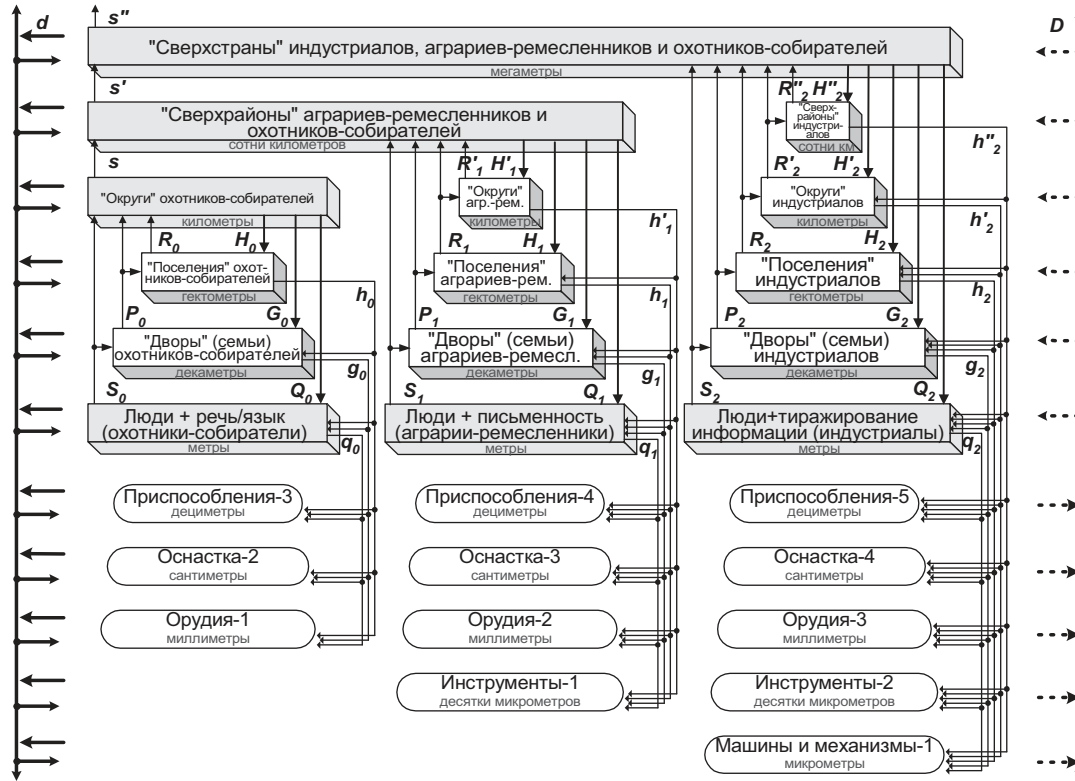 d
s"
D
"Сверхстраны" индустриалов, аграриев-ремесленников и охотников-собирателей
мегаметры
s'
"Сверхрайоны" аграриев-ремесленников и
охотников-собирателей
сотни километров
R"2 H"2
"Сверх-
районы"
индустри-
алов
сотни км
h"2
s
"Округи" охотников-собирателей
километры
R'1 H'1
"Округи"
агр.-рем.
километры
h'1
R'2 H'2
"Округи"
индустриалов
километры
h'2
R0 H0
"Поселения" охот-
ников-собирателей
гектометры
h0
R1 H1
"Поселения"
аграриев-рем.
гектометры
h1
R2 H2
"Поселения"
индустриалов
гектометры
h2
P0 G0
"Дворы" (семьи)
охотников-собирателей
декаметры
g0
P1 G1
"Дворы" (семьи)
аграриев-ремесл.
декаметры
g1
P2 G2
"Дворы" (семьи)
индустриалов
декаметры
g2
S0 Q0
Люди + речь/язык
(охотники-собиратели)
метры
q0
S1 Q1
Люди + письменность
(аграрии-ремесленники)
метры
q1
S2 Q2
Люди+тиражирование
информации (индустриалы)
метры
q2
Приспособления-3
дециметры
Приспособления-4
дециметры
Приспособления-5
дециметры
Оснастка-2
сантиметры
Оснастка-3
сантиметры
Оснастка-4
сантиметры
Орудия-1
миллиметры
Орудия-2
миллиметры
Орудия-3
миллиметры
Инструменты-1
десятки микрометров
Инструменты-2
десятки микрометров
Машины и механизмы-1
микрометры